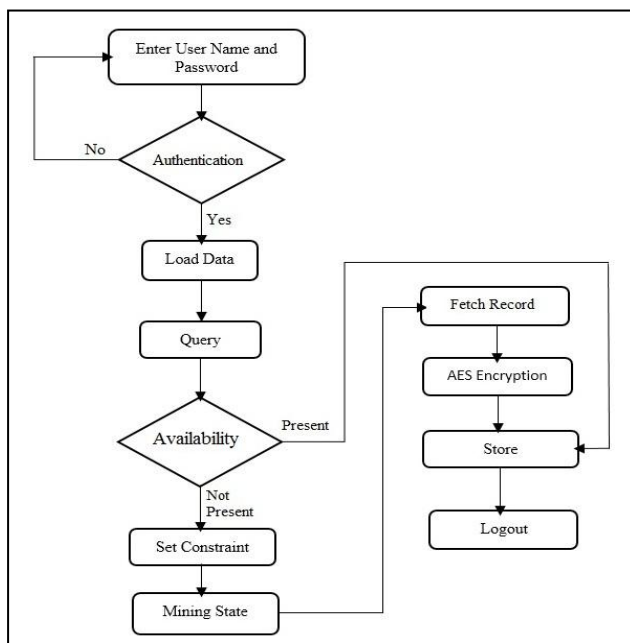 Enter User Name and
Password
No
Authentication
Yes
Load Data
Query
Availability
Present
Not
Present
Set Constraint
Mining State
Fetch Record
AES Encryption
Store
Logout